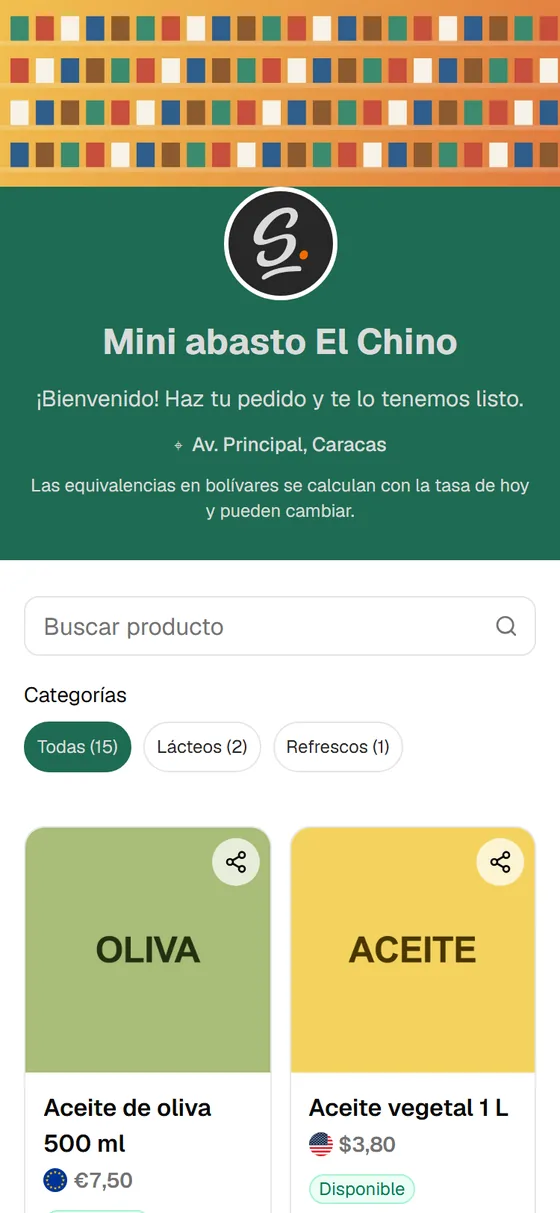 S.
Mini abasto El Chino
¡Bienvenido! Haz tu pedido y te lo tenemos listo.
Av. Principal, Caracas
Las equivalencias en bolívares se calculan con la tasa de hoy
y pueden cambiar.
Buscar producto
Categorías
Todas (15)
Lácteos (2)
Refrescos (1)
OLIVA
ACEITE
Aceite de oliva
500 ml
€7,50
Aceite vegetal 1 L
$3,80
Disponible